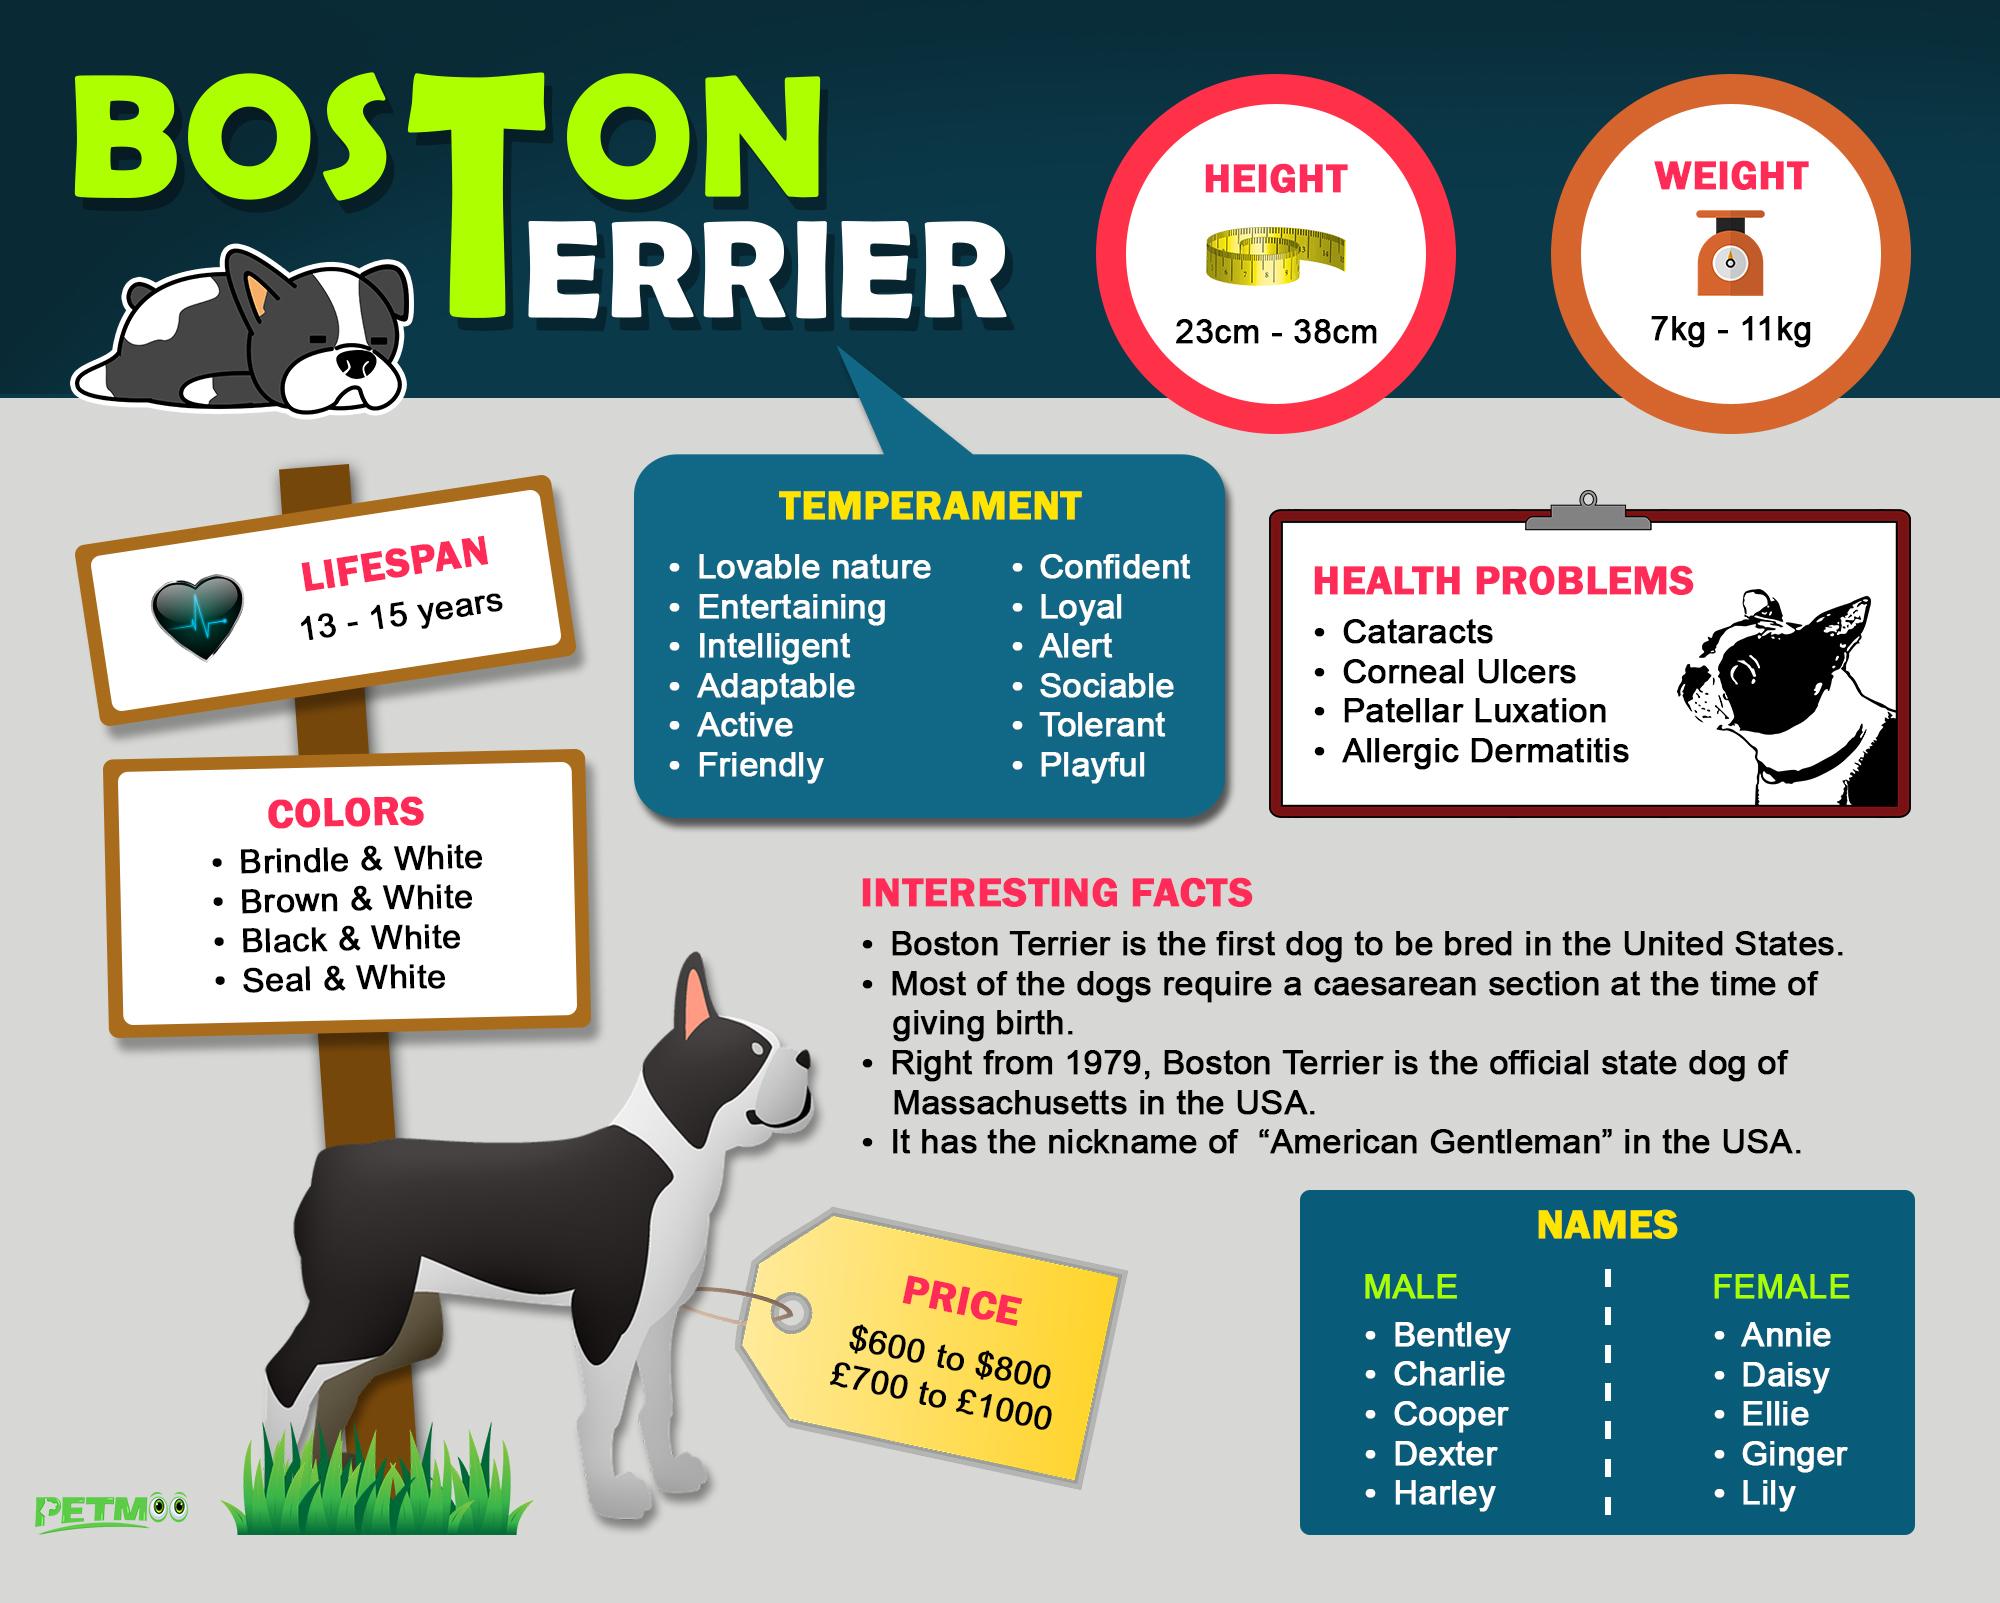 BOSTON
TERRIER
HEIGHT
23cm - 38cm
WEIGHT
7kg - 11kg
LIFESPAN
13 - 15 years
COLORS
• Brindle & White
• Brown & White
• Black & White
• Seal & White
TEMPERAMENT
• Lovable nature
• Entertaining
• Intelligent
• Adaptable
• Active
• Friendly
• Confident
• Loyal
• Alert
• Sociable
• Tolerant
• Playful
HEALTH PROBLEMS
• Cataracts
• Corneal Ulcers
• Patellar Luxation
• Allergic Dermatitis
INTERESTING FACTS
• Boston Terrier is the first dog to be bred in the United States.
• Most of the dogs require a caesarean section at the time of
giving birth.
• Right from 1979, Boston Terrier is the official state dog of
Massachusetts in the USA.
• It has the nickname of “American Gentleman” in the USA.
PRICE
$600 to $800
£700 to £1000
NAMES
MALE
• Bentley
• Charlie
• Cooper
• Dexter
• Harley
FEMALE
• Annie
• Daisy
• Ellie
• Ginger
• Lily
PETMOO